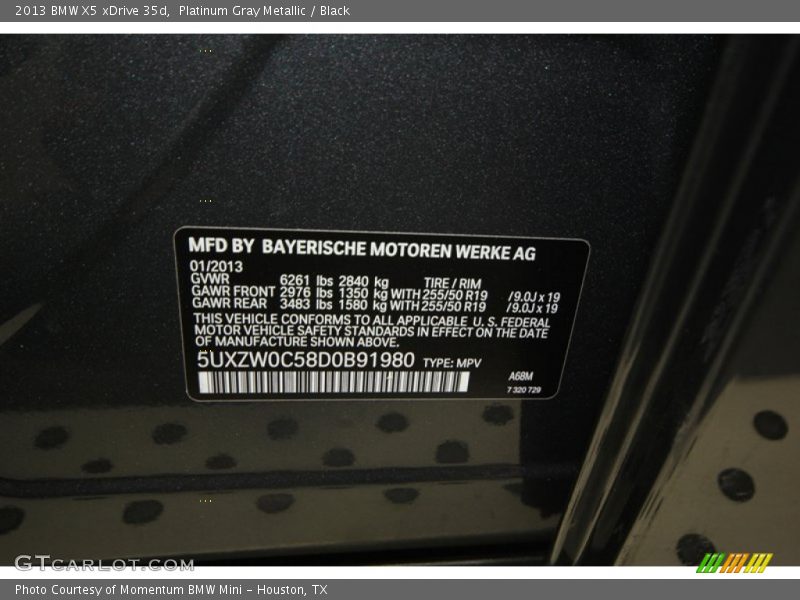 2013 BMW X5 xDrive 35d, Platinum Gray Metallic / Black
MFD BY BAYERISCHE MOTOREN WERKE AG
01/2013
GVWR 6261 lbs 2840 kg TIRE / RIM
GAWR FRONT 2976 lbs 1350 kg WITH 255/50 R19 /9.0J x 19
GAWR REAR 3483 lbs 1580 kg WITH 255/50 R19 /9.0J x 19
THIS VEHICLE CONFORMS TO ALL APPLICABLE U.S. FEDERAL
MOTOR VEHICLE SAFETY STANDARDS IN EFFECT ON THE DATE
OF MANUFACTURE SHOWN ABOVE.
5UXZW0C58D0B91980 TYPE: MPV
A68M
7 320 729
GTCARLOT.COM
Photo Courtesy of Momentum BMW Mini - Houston, TX